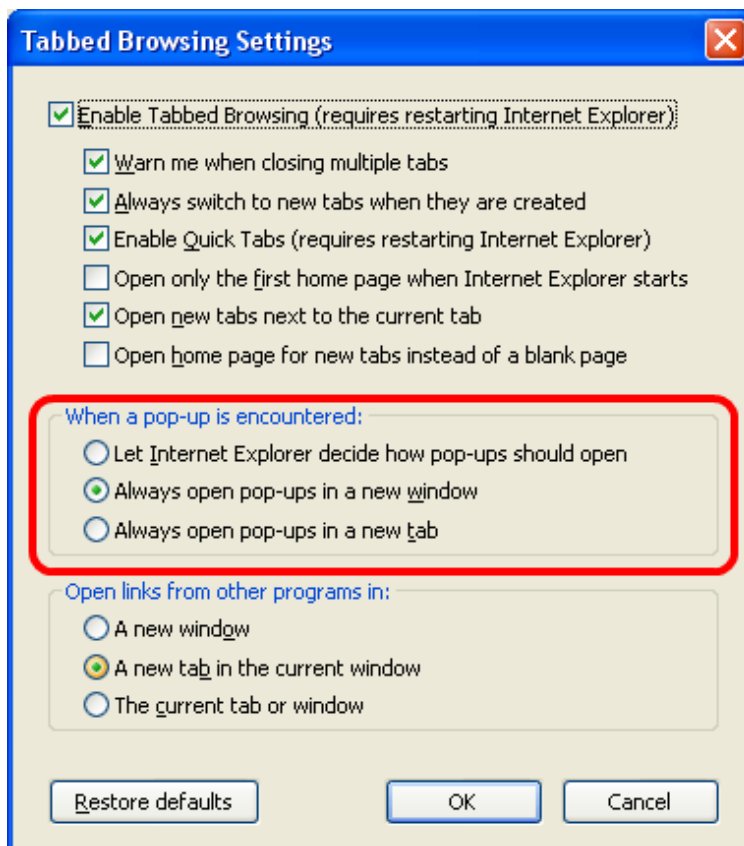 Tabbed Browsing Settings
Enable Tabbed Browsing (requires restarting Internet Explorer)
Warn me when closing multiple tabs
Always switch to new tabs when they are created
Enable Quick Tabs (requires restarting Internet Explorer)
Open only the first home page when Internet Explorer starts
Open new tabs next to the current tab
Open home page for new tabs instead of a blank page
When a pop-up is encountered:
Let Internet Explorer decide how pop-ups should open
Always open pop-ups in a new window
Always open pop-ups in a new tab
Open links from other programs in:
A new window
A new tab in the current window
The current tab or window
Restore defaults OK Cancel